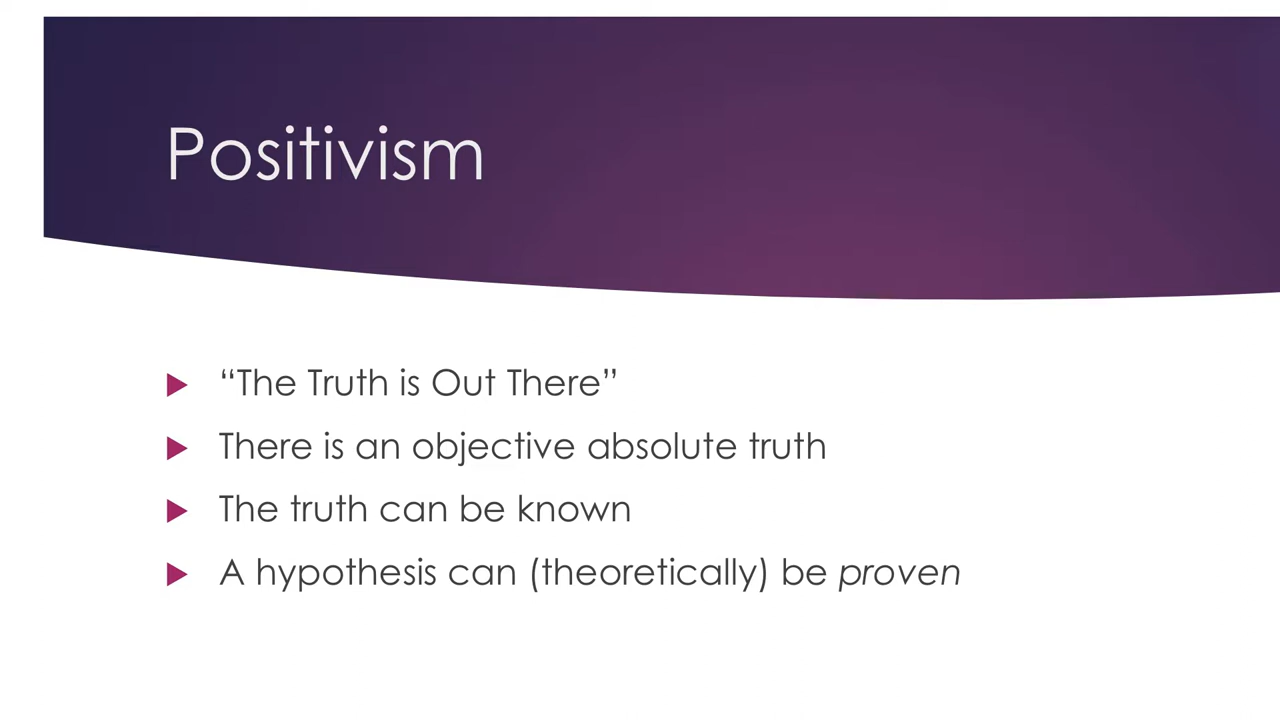 Positivism
“The Truth is Out There”
There is an objective absolute truth
The truth can be known
A hypothesis can (theoretically) be proven